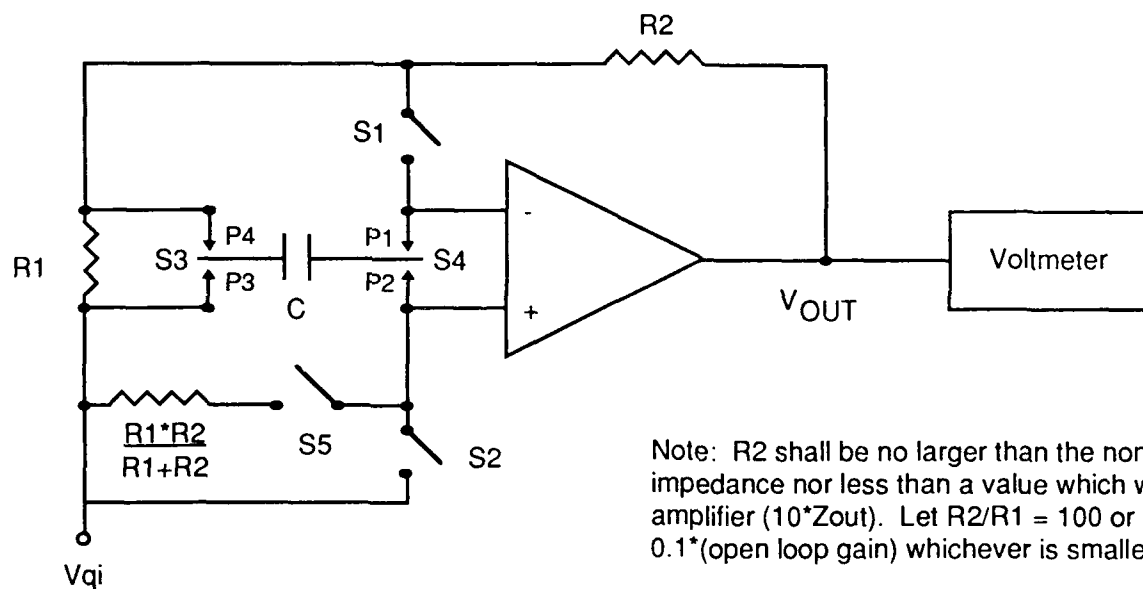 R2
S1
R1
S3
P4
P3
C
P1
P2
S4
-
+
VOUT
Voltmeter
R1*R2
R1+R2
S5
S2
Vqi
Note: R2 shall be no larger than the
impedance nor less than a value which
amplifier (10*Zout). Let R2/R1 = 100 or
0.1*(open loop gain) whichever is